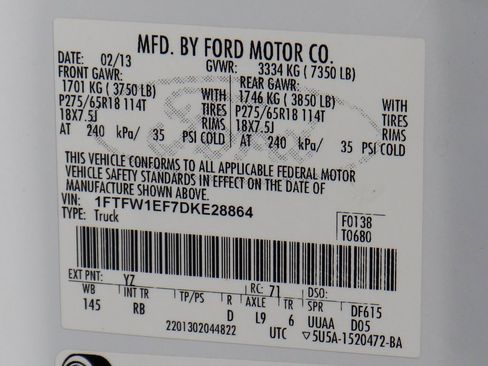 MFD. BY FORD MOTOR CO.
DATE: 02/13 GVWR: 3334 KG ( 7350 LB)
FRONT GAWR: REAR GAWR:
1701 KG ( 3750 LB) WITH 1746 KG ( 3850 LB) WITH
P275/65R18 114T TIRES P275/65R18 114T TIRES
18X7.5J RIMS 18X7.5J RIMS
AT 240 kPa/ 35 PSI COLD AT 240 kPa/ 35 PSI COLD
THIS VEHICLE CONFORMS TO ALL APPLICABLE FEDERAL MOTOR
VEHICLE SAFETY STANDARDS IN EFFECT ON THE DATE OF
MANUFACTURE SHOWN ABOVE.
VIN: 1FTFW1EF7DKE28864
TYPE: Truck
F0138
T0680
EXT PNT: YZ RC: 71 DSO:
WB INT TR TP/PS R AXLE TR SPR DF615
145 RB D L9 6 UUAA D05
2201302044822 UTC ▽5U5A-1520472-BA